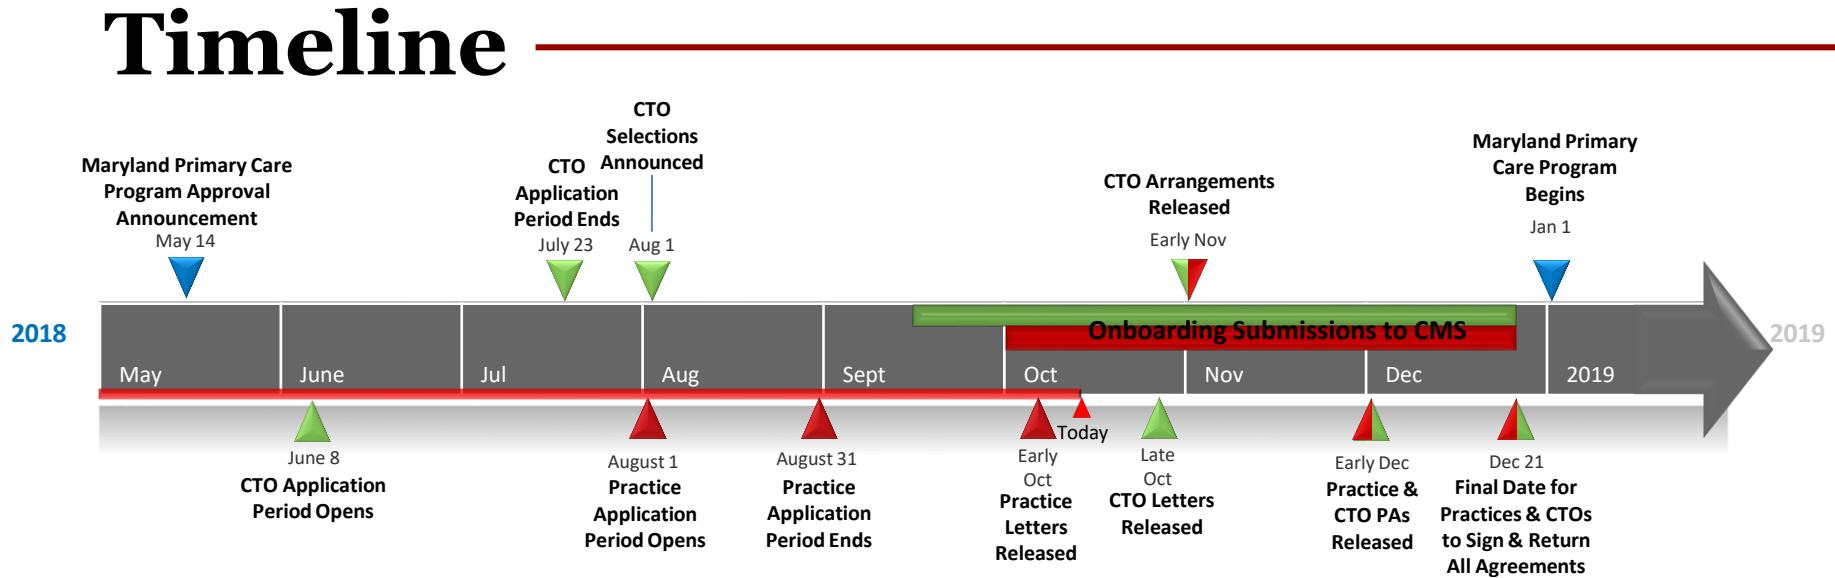 Timeline
CTO
Selections
Announced
Aug 1
Maryland Primary Care
Program Approval
Announcement
May 14
CTO
Application
Period Ends
July 23
CTO Arrangements
Released
Early Nov
Maryland Primary
Care Program
Begins
Jan 1
2018
Onboarding Submissions to CMS
2019
May
June
Jul
Aug
Sept
Oct
Nov
Dec
2019
June 8
CTO Application
Period Opens
August 1
Practice
Application
Period Opens
August 31
Practice
Application
Period Ends
Early
Oct
Practice
Letters
Released
Today
Late
Oct
CTO Letters
Released
Early Dec
Practice &
CTO PAs
Released
Dec 21
Final Date for
Practices & CTOs
to Sign & Return
All Agreements